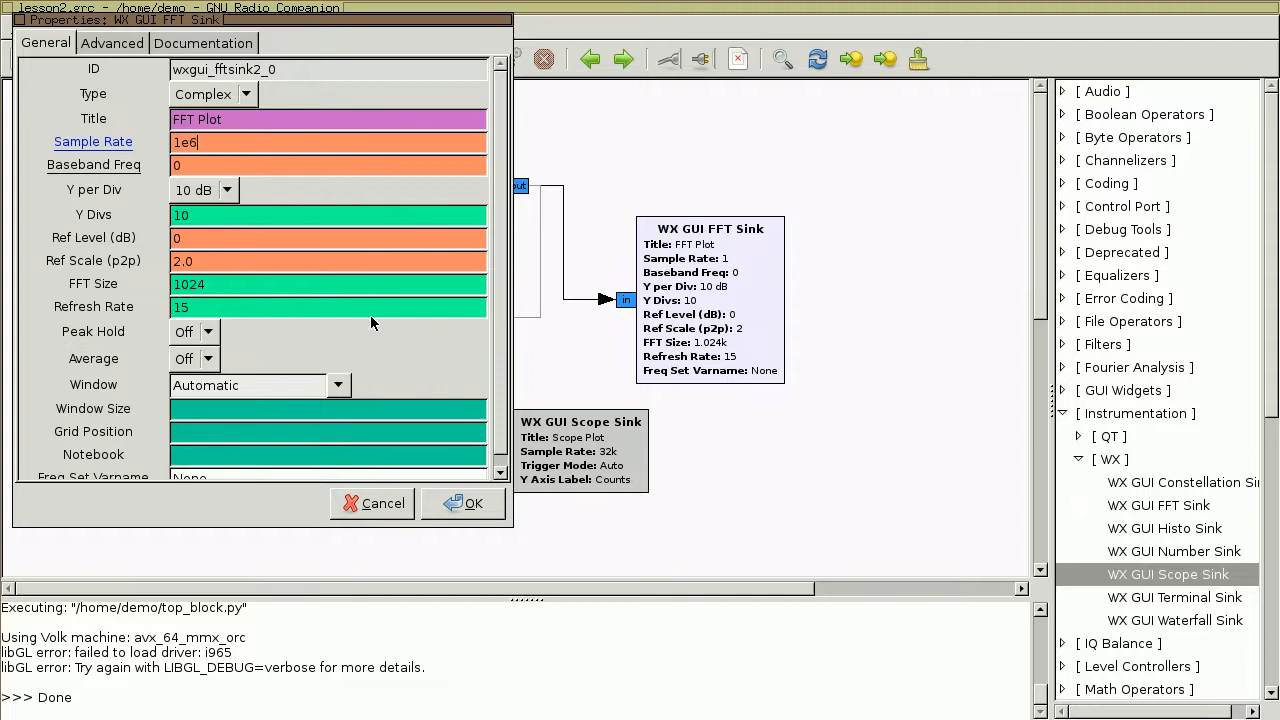 lesson2.grc - /home/demo - GNU Radio Companion
Properties: WX GUI FFT Sink
General Advanced Documentation
ID wxgui_fftsink2_0
Type Complex
Title FFT Plot
Sample Rate 1e6
Baseband Freq 0
Y per Div 10 dB
Y Divs 10
Ref Level (dB) 0
Ref Scale (p2p) 2.0
FFT Size 1024
Refresh Rate 15
Peak Hold Off
Average Off
Window Automatic
Window Size
Grid Position
Notebook
Freq Set Varname None
Cancel OK
out
in
WX GUI FFT Sink
Title: FFT Plot
Sample Rate: 1
Baseband Freq: 0
Y per Div: 10 dB
Y Divs: 10
Ref Level (dB): 0
Ref Scale (p2p): 2
FFT Size: 1.024k
Refresh Rate: 15
Freq Set Varname: None
WX GUI Scope Sink
Title: Scope Plot
Sample Rate: 32k
Trigger Mode: Auto
Y Axis Label: Counts
[ Audio ]
[ Boolean Operators ]
[ Byte Operators ]
[ Channelizers ]
[ Coding ]
[ Control Port ]
[ Debug Tools ]
[ Deprecated ]
[ Equalizers ]
[ Error Coding ]
[ File Operators ]
[ Filters ]
[ Fourier Analysis ]
[ GUI Widgets ]
[ Instrumentation ]
[ QT ]
[ WX ]
WX GUI Constellation Sin
WX GUI FFT Sink
WX GUI Histo Sink
WX GUI Number Sink
WX GUI Scope Sink
WX GUI Terminal Sink
WX GUI Waterfall Sink
[ IQ Balance ]
[ Level Controllers ]
[ Math Operators ]
Executing: "/home/demo/top_block.py"
Using Volk machine: avx_64_mmx_orc
libGL error: failed to load driver: i965
libGL error: Try again with LIBGL_DEBUG=verbose for more details.
>>> Done